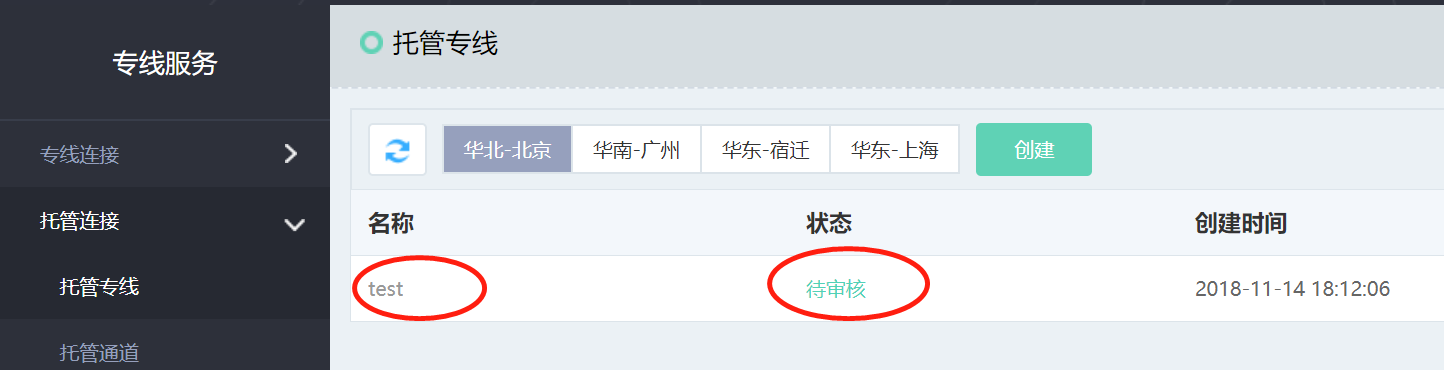 专线服务
专线连接
托管连接
托管专线
托管通道
托管专线
华北-北京 华南-广州 华东-宿迁 华东-上海 创建
名称 状态 创建时间
test 待审核 2018-11-14 18:12:06